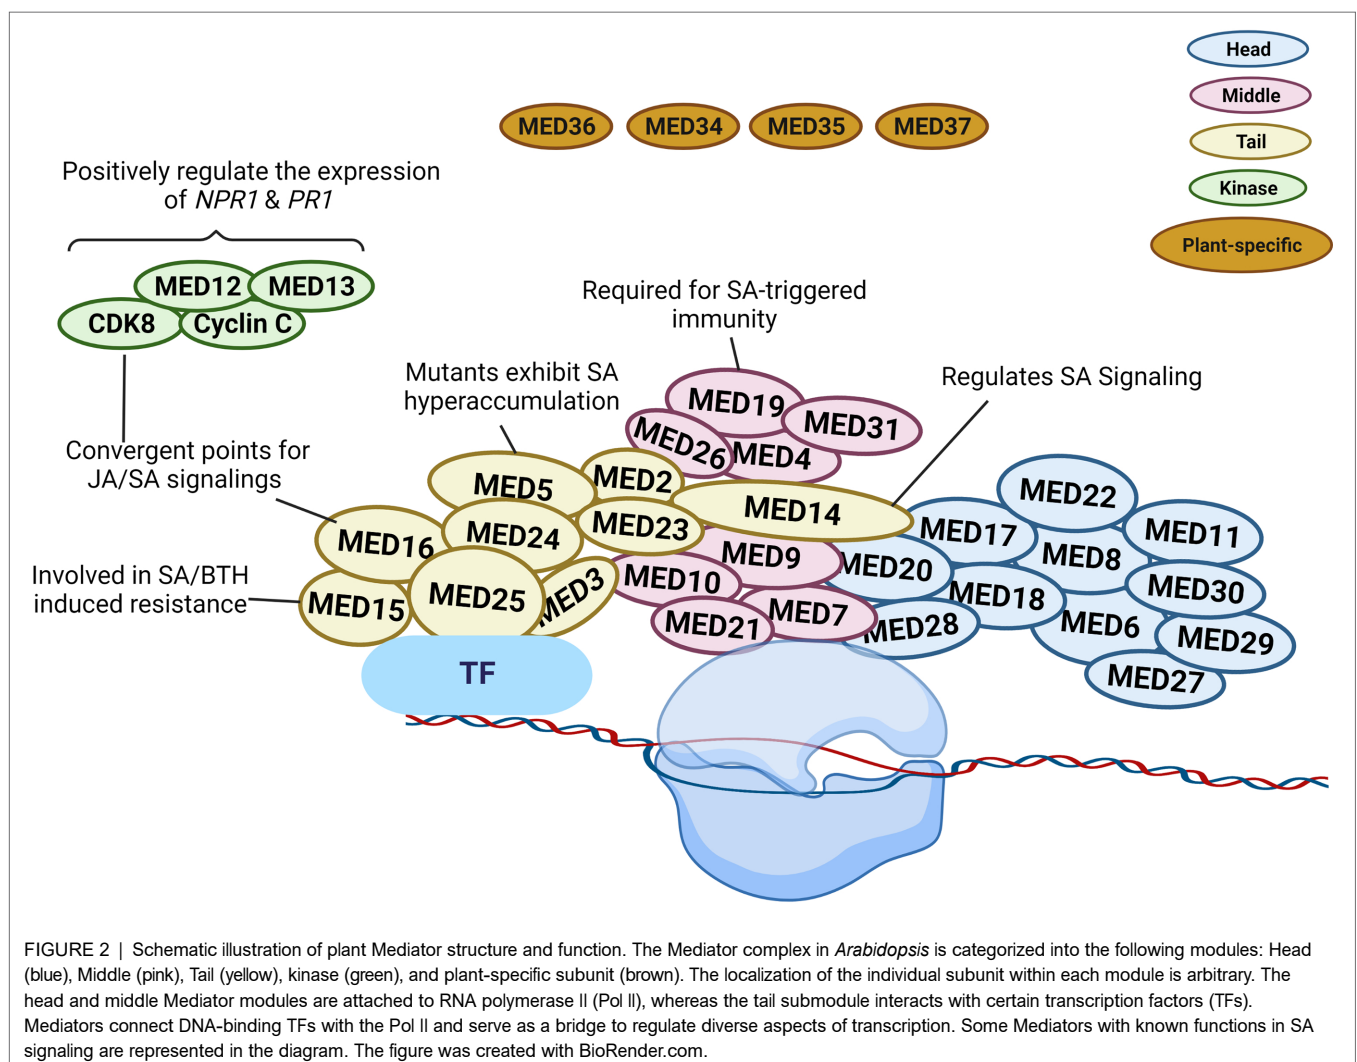 Head
Middle
Tail
Kinase
Plant-specific
MED36 MED34 MED35 MED37
Positively regulate the expression
of NPR1 & PR1
MED12 MED13
CDK8 Cyclin C
Required for SA-triggered
immunity
Mutants exhibit SA
hyperaccumulation
Regulates SA Signaling
Convergent points for
JA/SA signalings
Involved in SA/BTH
induced resistance
MED19
MED31
MED26
MED4
MED5
MED2
MED14
MED16
MED24
MED23
MED15
MED25
MED3
MED9
MED10
MED7
MED21
MED22
MED17
MED11
MED8
MED20
MED18
MED30
MED28
MED6
MED29
MED27
TF
FIGURE 2 | Schematic illustration of plant Mediator structure and function. The Mediator complex in Arabidopsis is categorized into the following modules: Head
(blue), Middle (pink), Tail (yellow), kinase (green), and plant-specific subunit (brown). The localization of the individual subunit within each module is arbitrary. The
head and middle Mediator modules are attached to RNA polymerase II (Pol II), whereas the tail submodule interacts with certain transcription factors (TFs).
Mediators connect DNA-binding TFs with the Pol II and serve as a bridge to regulate diverse aspects of transcription. Some Mediators with known functions in SA
signaling are represented in the diagram. The figure was created with BioRender.com.